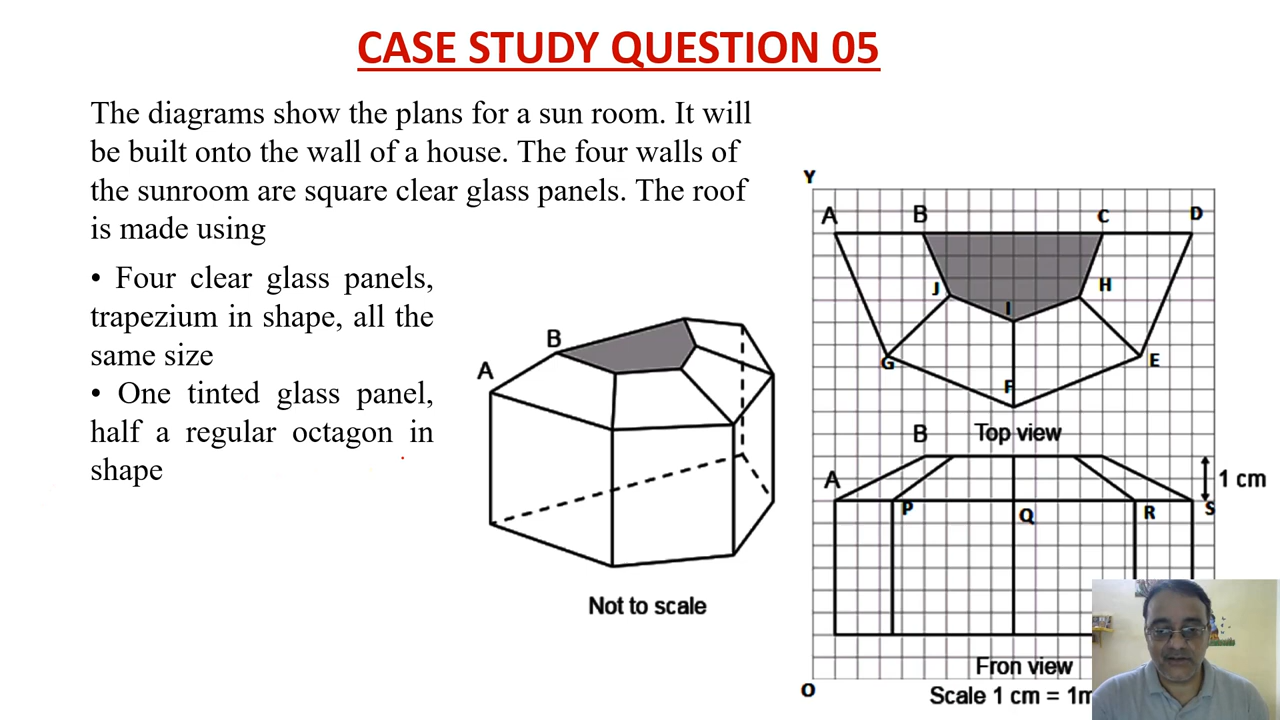 CASE STUDY QUESTION 05
The diagrams show the plans for a sun room. It will
be built onto the wall of a house. The four walls of
the sunroom are square clear glass panels. The roof
is made using
• Four clear glass panels,
trapezium in shape, all the
same size
• One tinted glass panel,
half a regular octagon in
shape
B
A
Not to scale
Y
A B C D
J H
I
G E
F
B Top view
A
1 cm
P Q R S
Fron view
O
Scale 1 cm = 1m